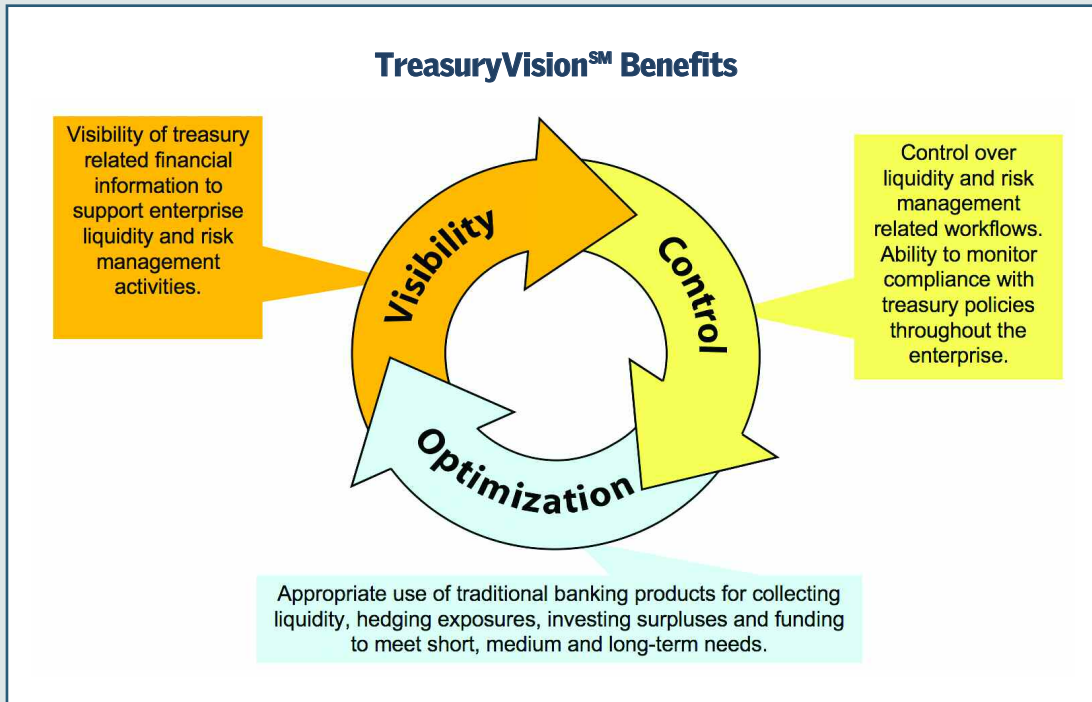 TreasuryVision℠ Benefits
Visibility of treasury
related financial
information to
support enterprise
liquidity and risk
management
activities.
Visibility
Control
Control over
liquidity and risk
management
related workflows.
Ability to monitor
compliance with
treasury policies
throughout the
enterprise.
Optimization
Appropriate use of traditional banking products for collecting
liquidity, hedging exposures, investing surpluses and funding
to meet short, medium and long-term needs.